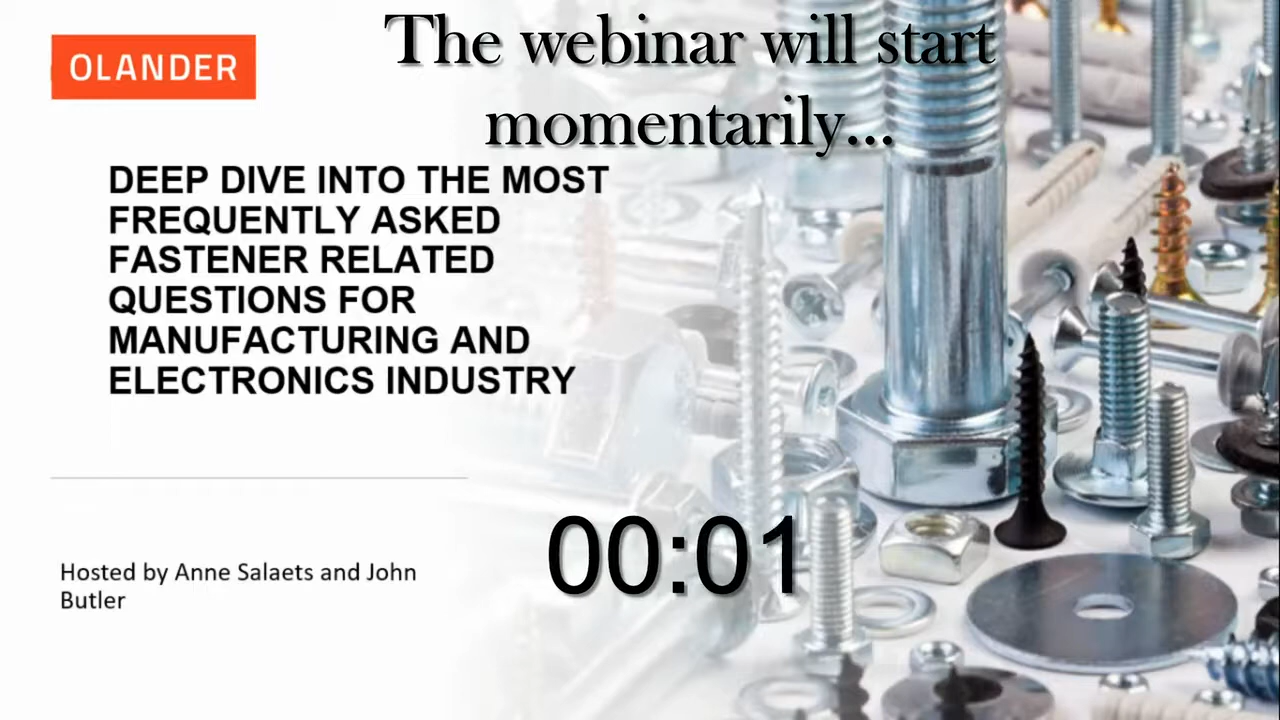 The webinar will start
momentarily...
OLANDER
DEEP DIVE INTO THE MOST
FREQUENTLY ASKED
FASTENER RELATED
QUESTIONS FOR
MANUFACTURING AND
ELECTRONICS INDUSTRY
00:01
Hosted by Anne Salaets and John
Butler